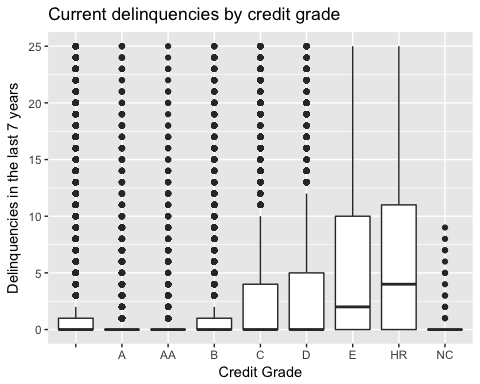 Current delinquencies by credit grade
25
20
15
10
5
0
Delinquencies in the last 7 years
A AA B C D E HR NC
Credit Grade